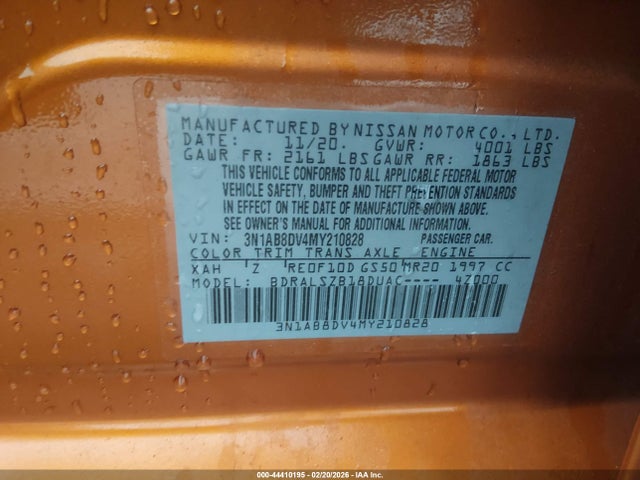 MANUFACTURED BY NISSAN MOTOR CO., LTD.
DATE: 11/20. GVWR: 4001 LBS
GAWR FR: 2161 LBS GAWR RR: 1863 LBS
THIS VEHICLE CONFORMS TO ALL APPLICABLE FEDERAL MOTOR
VEHICLE SAFETY, BUMPER AND THEFT PREVENTION STANDARDS
IN EFFECT ON THE DATE OF MANUFACTURE SHOWN ABOVE.
SEE OWNER'S MANUAL FOR ADDITIONAL INFORMATION
VIN: 3N1AB8DV4MY210828 PASSENGER CAR.
COLOR TRIM TRANS AXLE ENGINE
XAH Z RE0F10D GS50 MR20 1997 CC
MODEL: BDRALSZB18DUAC---- 4Z000
3N1AB8DV4MY210828
000-44410195 - 02/20/2026 - Copyright IAA, Inc.